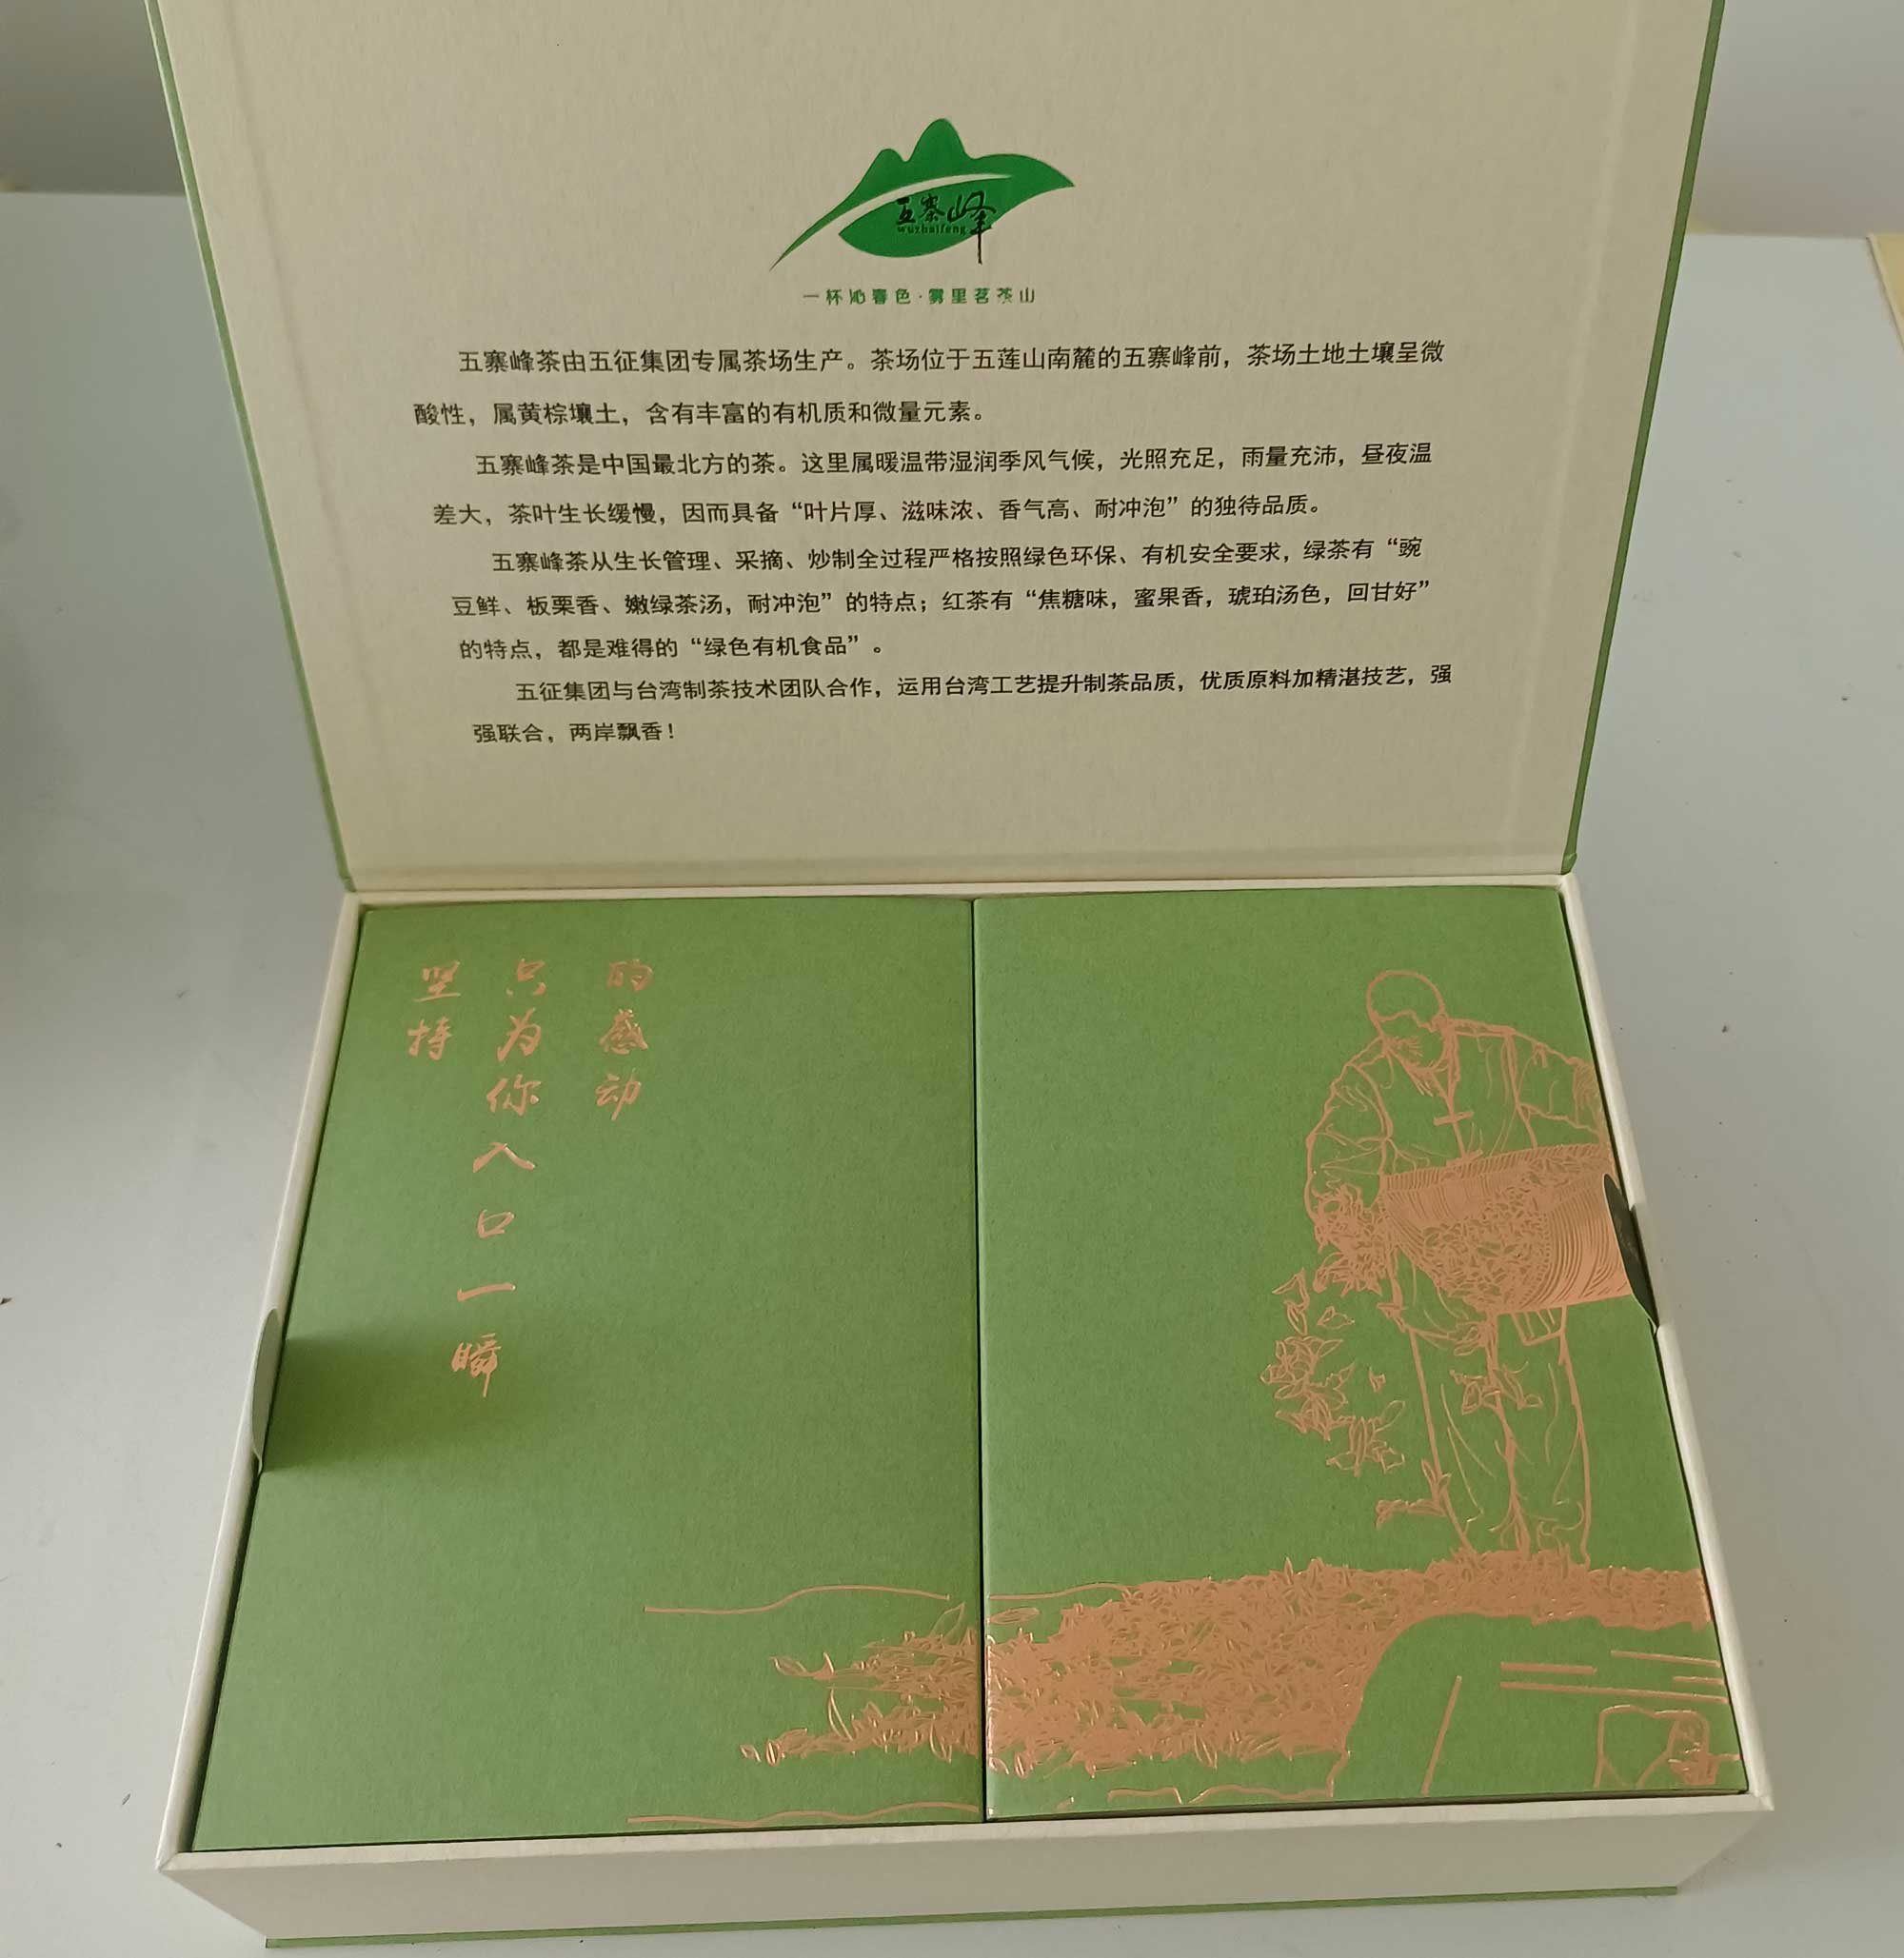 五寨峰
wuzhaifeng
一杯沁春色·雾里茗茶山
五寨峰茶由五征集团专属茶场生产。茶场位于五莲山南麓的五寨峰前，茶场土地土壤呈微
酸性，属黄棕壤土，含有丰富的有机质和微量元素。
五寨峰茶是中国最北方的茶。这里属暖温带湿润季风气候，光照充足，雨量充沛，昼夜温
差大，茶叶生长缓慢，因而具备“叶片厚、滋味浓、香气高、耐冲泡”的独待品质。
五寨峰茶从生长管理、采摘、炒制全过程严格按照绿色环保、有机安全要求，绿茶有“豌
豆鲜、板栗香、嫩绿茶汤，耐冲泡”的特点；红茶有“焦糖味，蜜果香，琥珀汤色，回甘好”
的特点，都是难得的“绿色有机食品”。
五征集团与台湾制茶技术团队合作，运用台湾工艺提升制茶品质，优质原料加精湛技艺，强
强联合，两岸飘香！
坚持
只为你入口一瞬
的感动